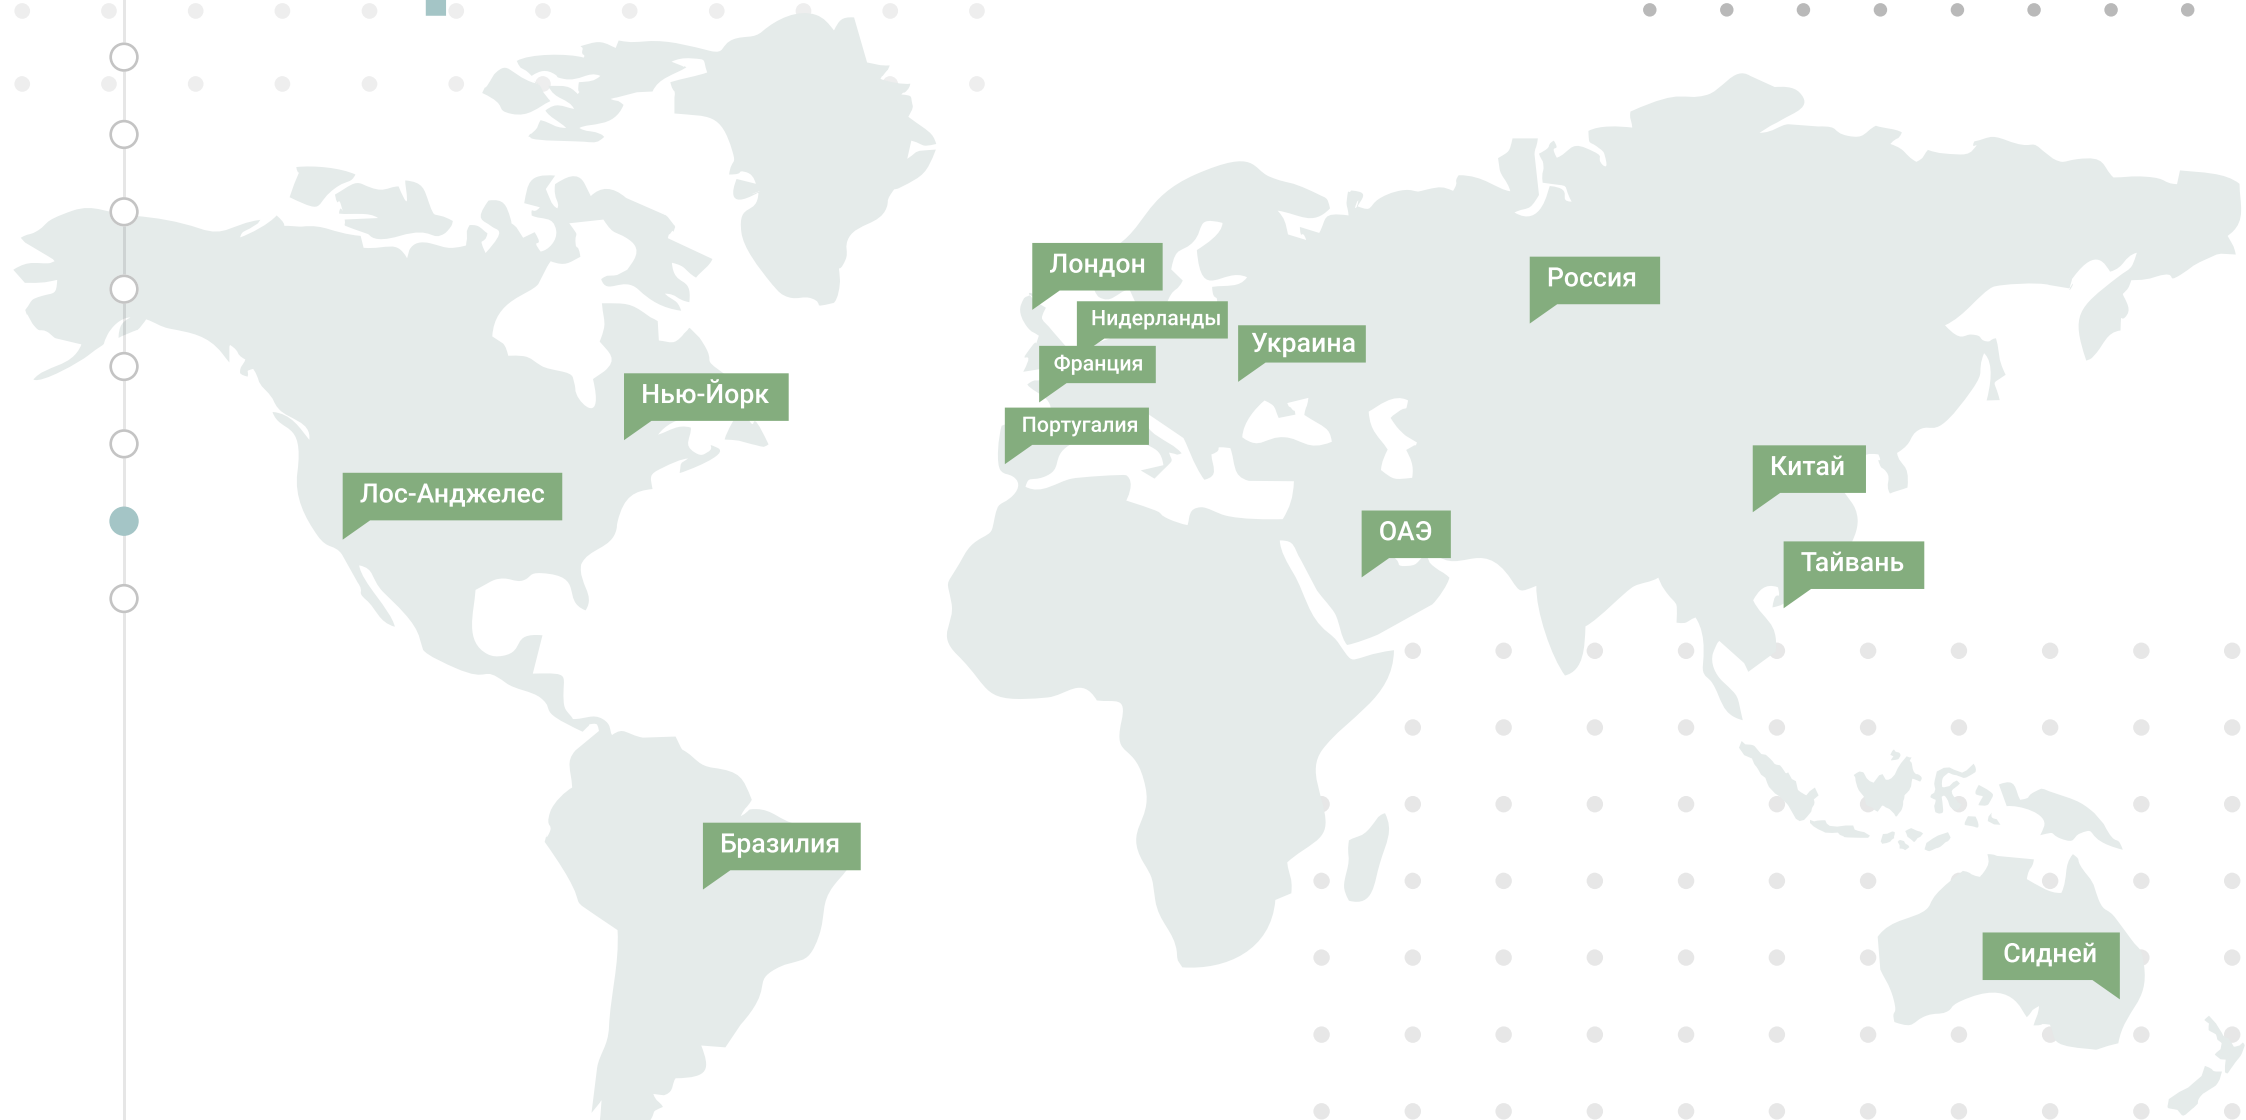 Лондон
Россия
Нидерланды
Украина
Франция
Нью-Йорк
Португалия
Китай
Лос-Анджелес
ОАЭ
Тайвань
Бразилия
Сидней